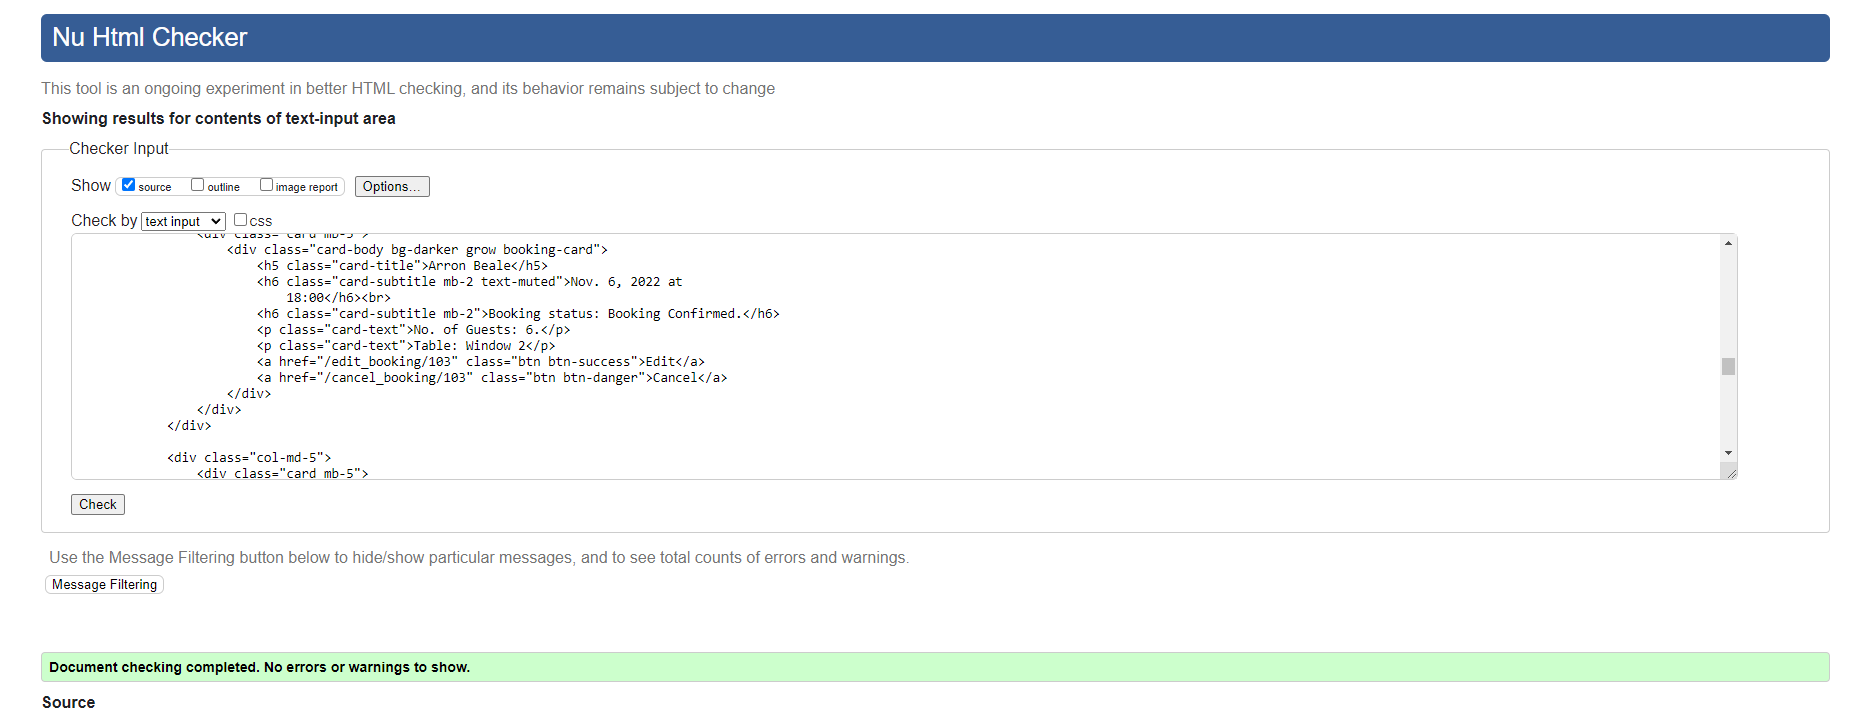 Nu Html Checker
This tool is an ongoing experiment in better HTML checking, and its behavior remains subject to change
Showing results for contents of text-input area
Checker Input
Show source outline image report Options...
Check by text input css
<div class="card mb-5">
<div class="card-body bg-darker grow booking-card">
<h5 class="card-title">Arron Beale</h5>
<h6 class="card-subtitle mb-2 text-muted">Nov. 6, 2022 at
18:00</h6><br>
<h6 class="card-subtitle mb-2">Booking status: Booking Confirmed.</h6>
<p class="card-text">No. of Guests: 6.</p>
<p class="card-text">Table: Window 2</p>
<a href="/edit_booking/103" class="btn btn-success">Edit</a>
<a href="/cancel_booking/103" class="btn btn-danger">Cancel</a>
</div>
</div>
</div>
<div class="col-md-5">
<div class="card mb-5">
Check
Use the Message Filtering button below to hide/show particular messages, and to see total counts of errors and warnings.
Message Filtering
Document checking completed. No errors or warnings to show.
Source